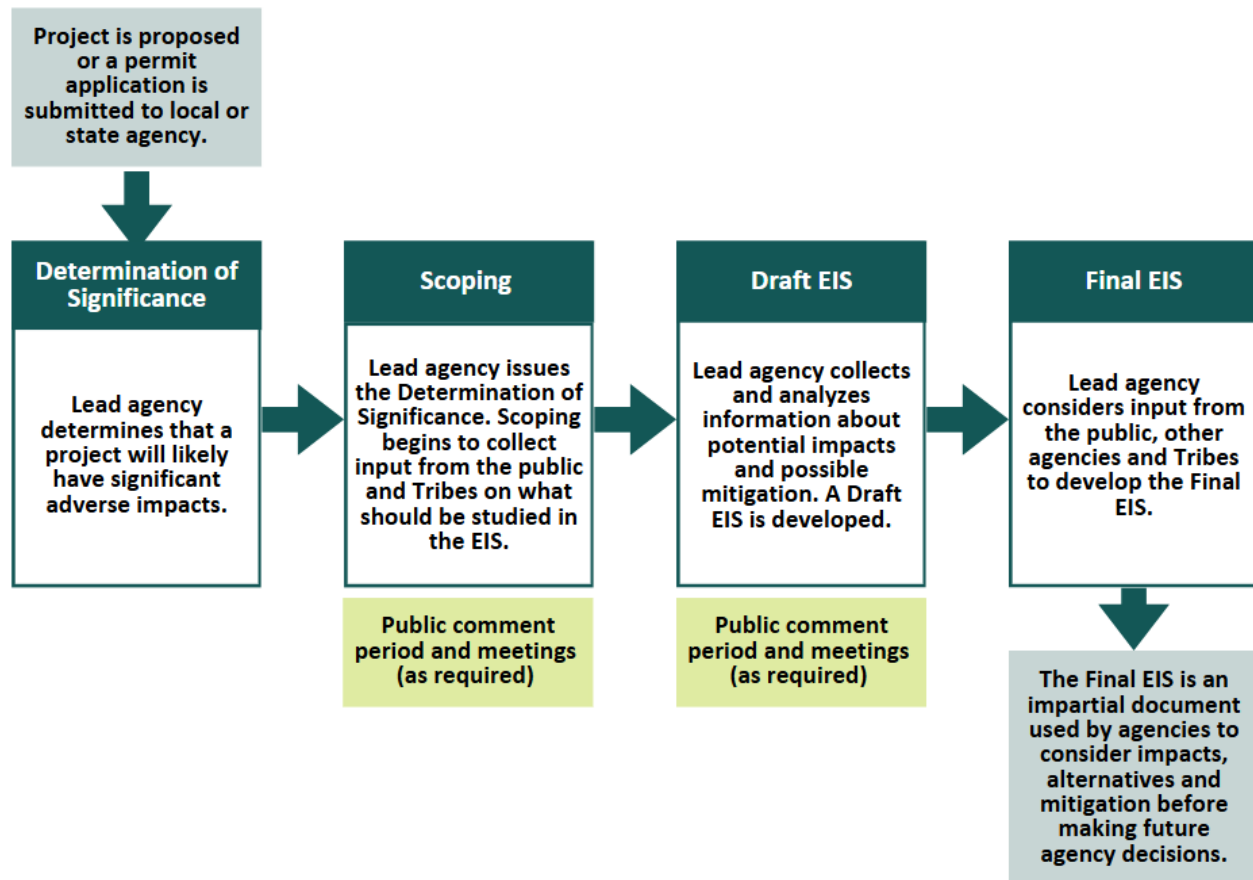 Project is proposed
or a permit
application is
submitted to local or
state agency.
Determination of
Significance
Lead agency
determines that a
project will likely
have significant
adverse impacts.
Scoping
Lead agency issues
the Determination of
Significance. Scoping
begins to collect
input from the public
and Tribes on what
should be studied in
the EIS.
Public comment
period and meetings
(as required)
Draft EIS
Lead agency collects
and analyzes
information about
potential impacts
and possible
mitigation. A Draft
EIS is developed.
Public comment
period and meetings
(as required)
Final EIS
Lead agency
considers input from
the public, other
agencies and Tribes
to develop the Final
EIS.
The Final EIS is an
impartial document
used by agencies to
consider impacts,
alternatives and
mitigation before
making future
agency decisions.